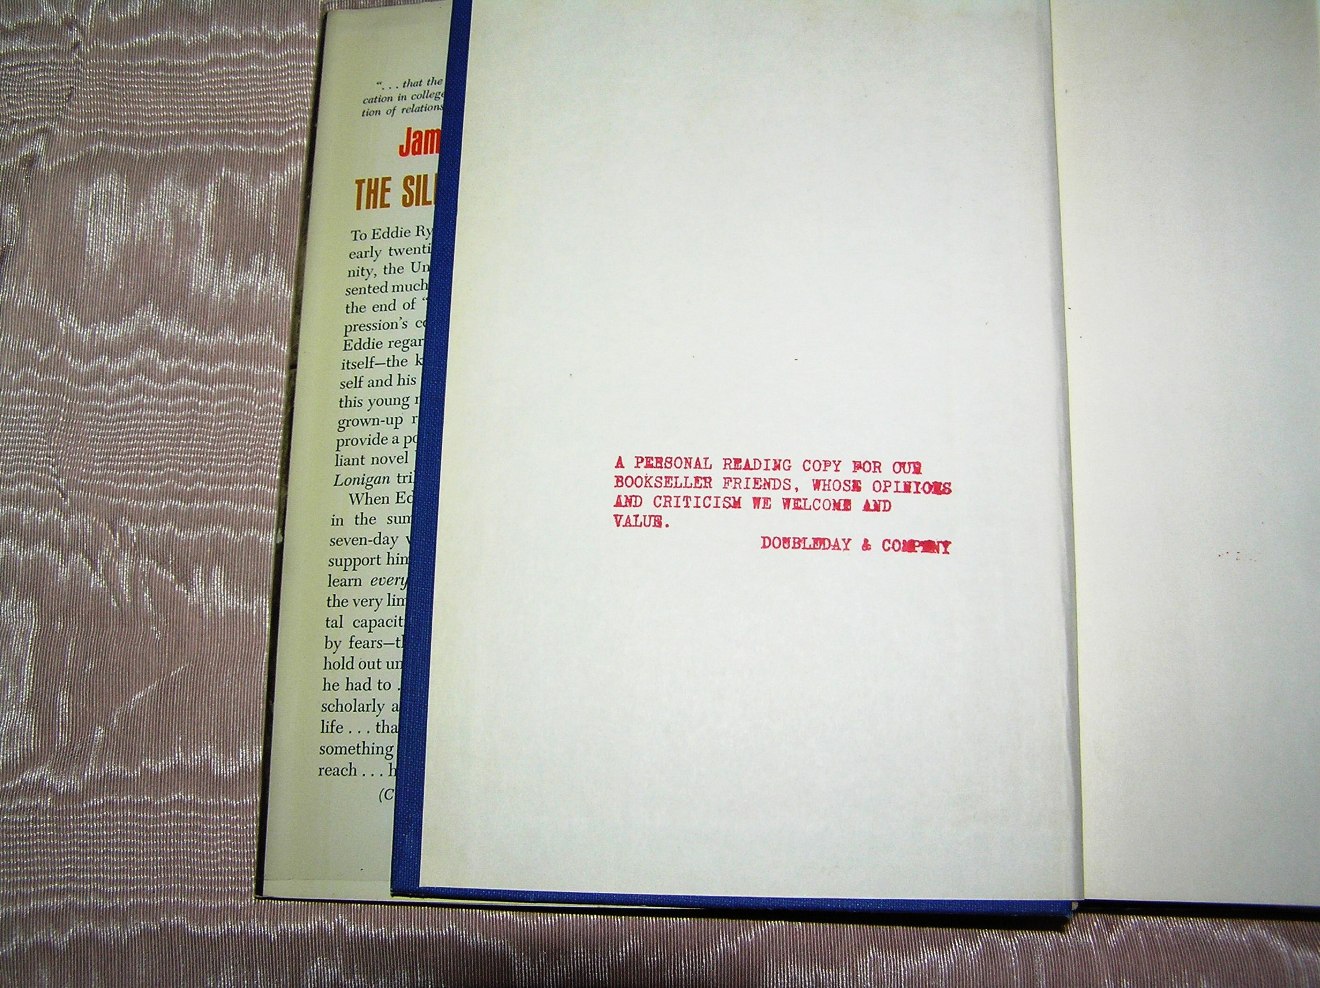 “. . . that the
cation in college
tion of relations
Jam
THE SIL
To Eddie Ry
early twenti
nity, the Un
sented much
the end of “
pression’s c
Eddie regar
itself—the k
self and his
this young
grown-up r
provide a po
liant novel
Lonigan tril
When Ed
in the sum
seven-day
support him
learn every
the very lim
tal capacit
by fears—t
hold out un
he had to .
scholarly a
life . . . tha
something
reach . . . h
(C
A PERSONAL READING COPY FOR OUR
BOOKSELLER FRIENDS, WHOSE OPINIONS
AND CRITICISM WE WELCOME AND
VALUE.
DOUBLEDAY & COMPANY